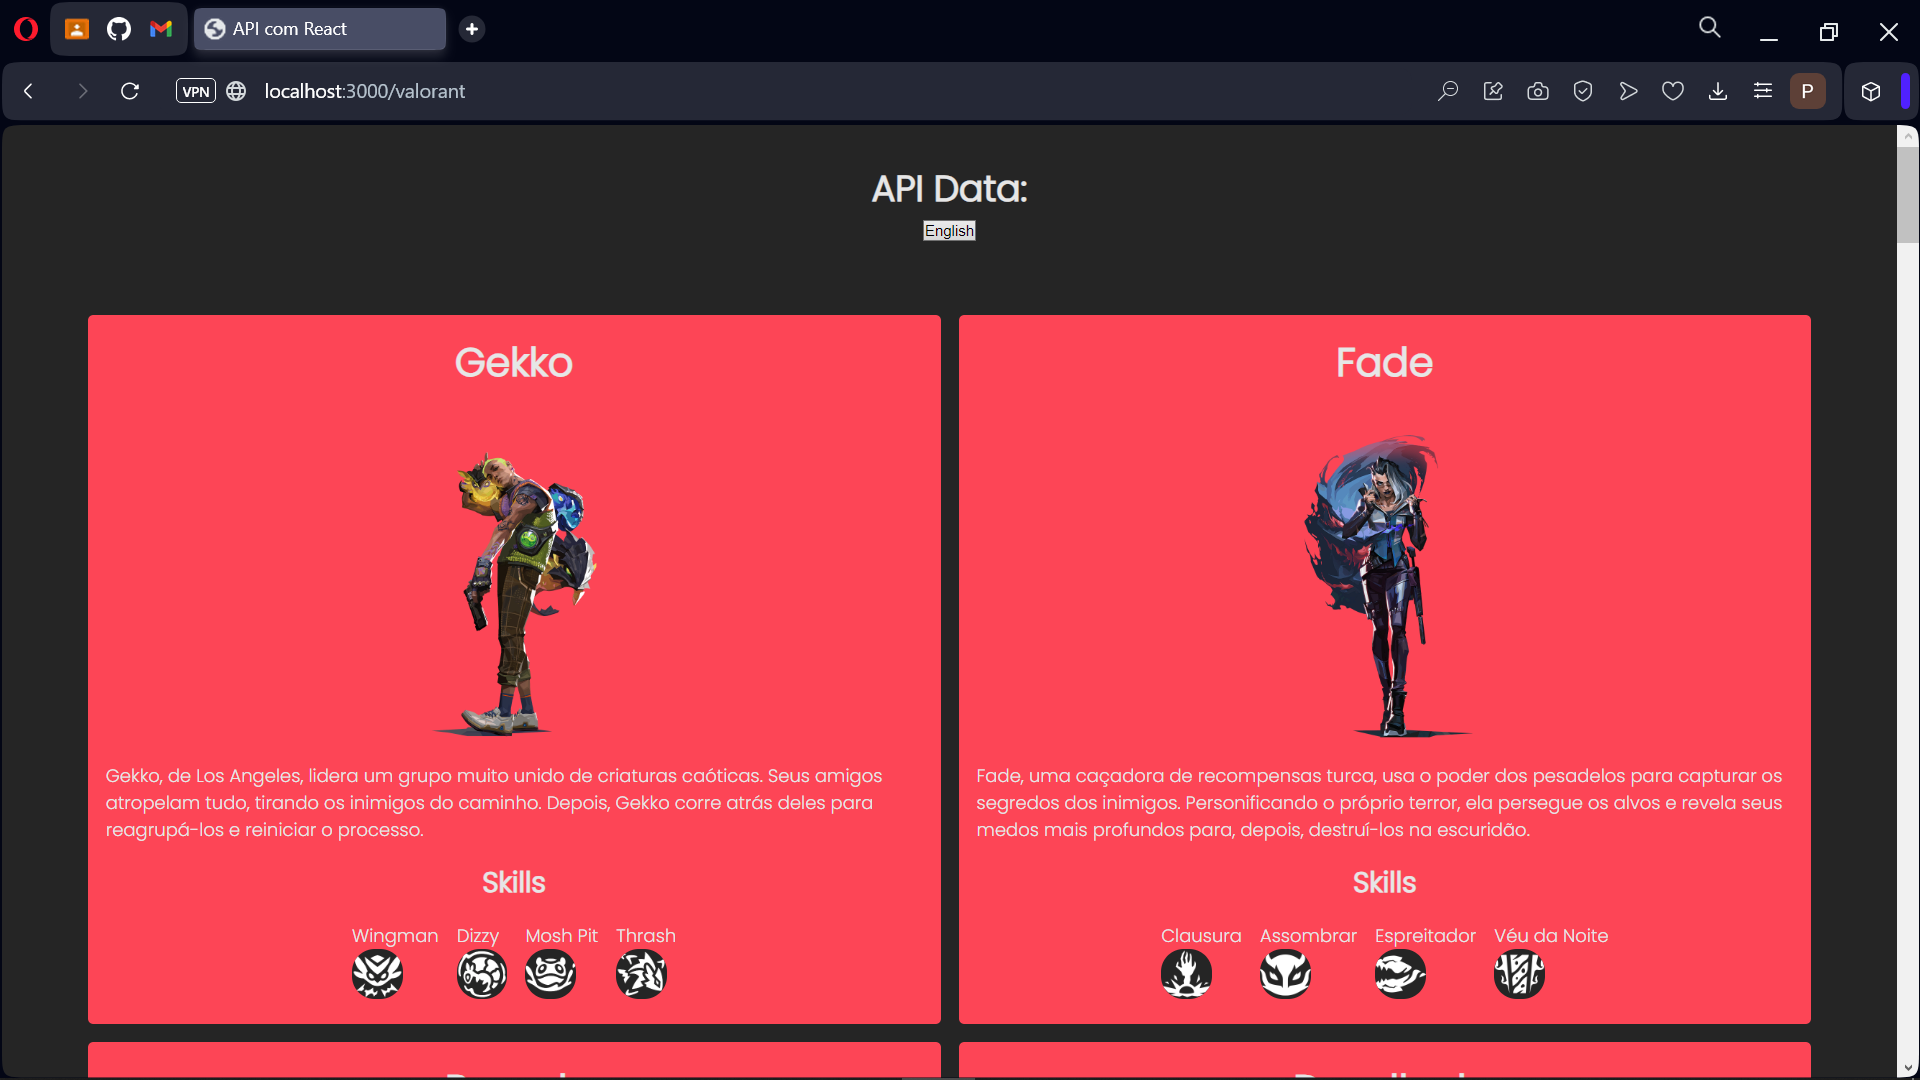 API com React
VPN
localhost:3000/valorant
P
API Data:
English
Gekko
Gekko, de Los Angeles, lidera um grupo muito unido de criaturas caóticas. Seus amigos
atropelam tudo, tirando os inimigos do caminho. Depois, Gekko corre atrás deles para
reagrupá-los e reiniciar o processo.
Skills
Wingman Dizzy Mosh Pit Thrash
Fade
Fade, uma caçadora de recompensas turca, usa o poder dos pesadelos para capturar os
segredos dos inimigos. Personificando o próprio terror, ela persegue os alvos e revela seus
medos mais profundos para, depois, destruí-los na escuridão.
Skills
Clausura Assombrar Espreitador Véu da Noite